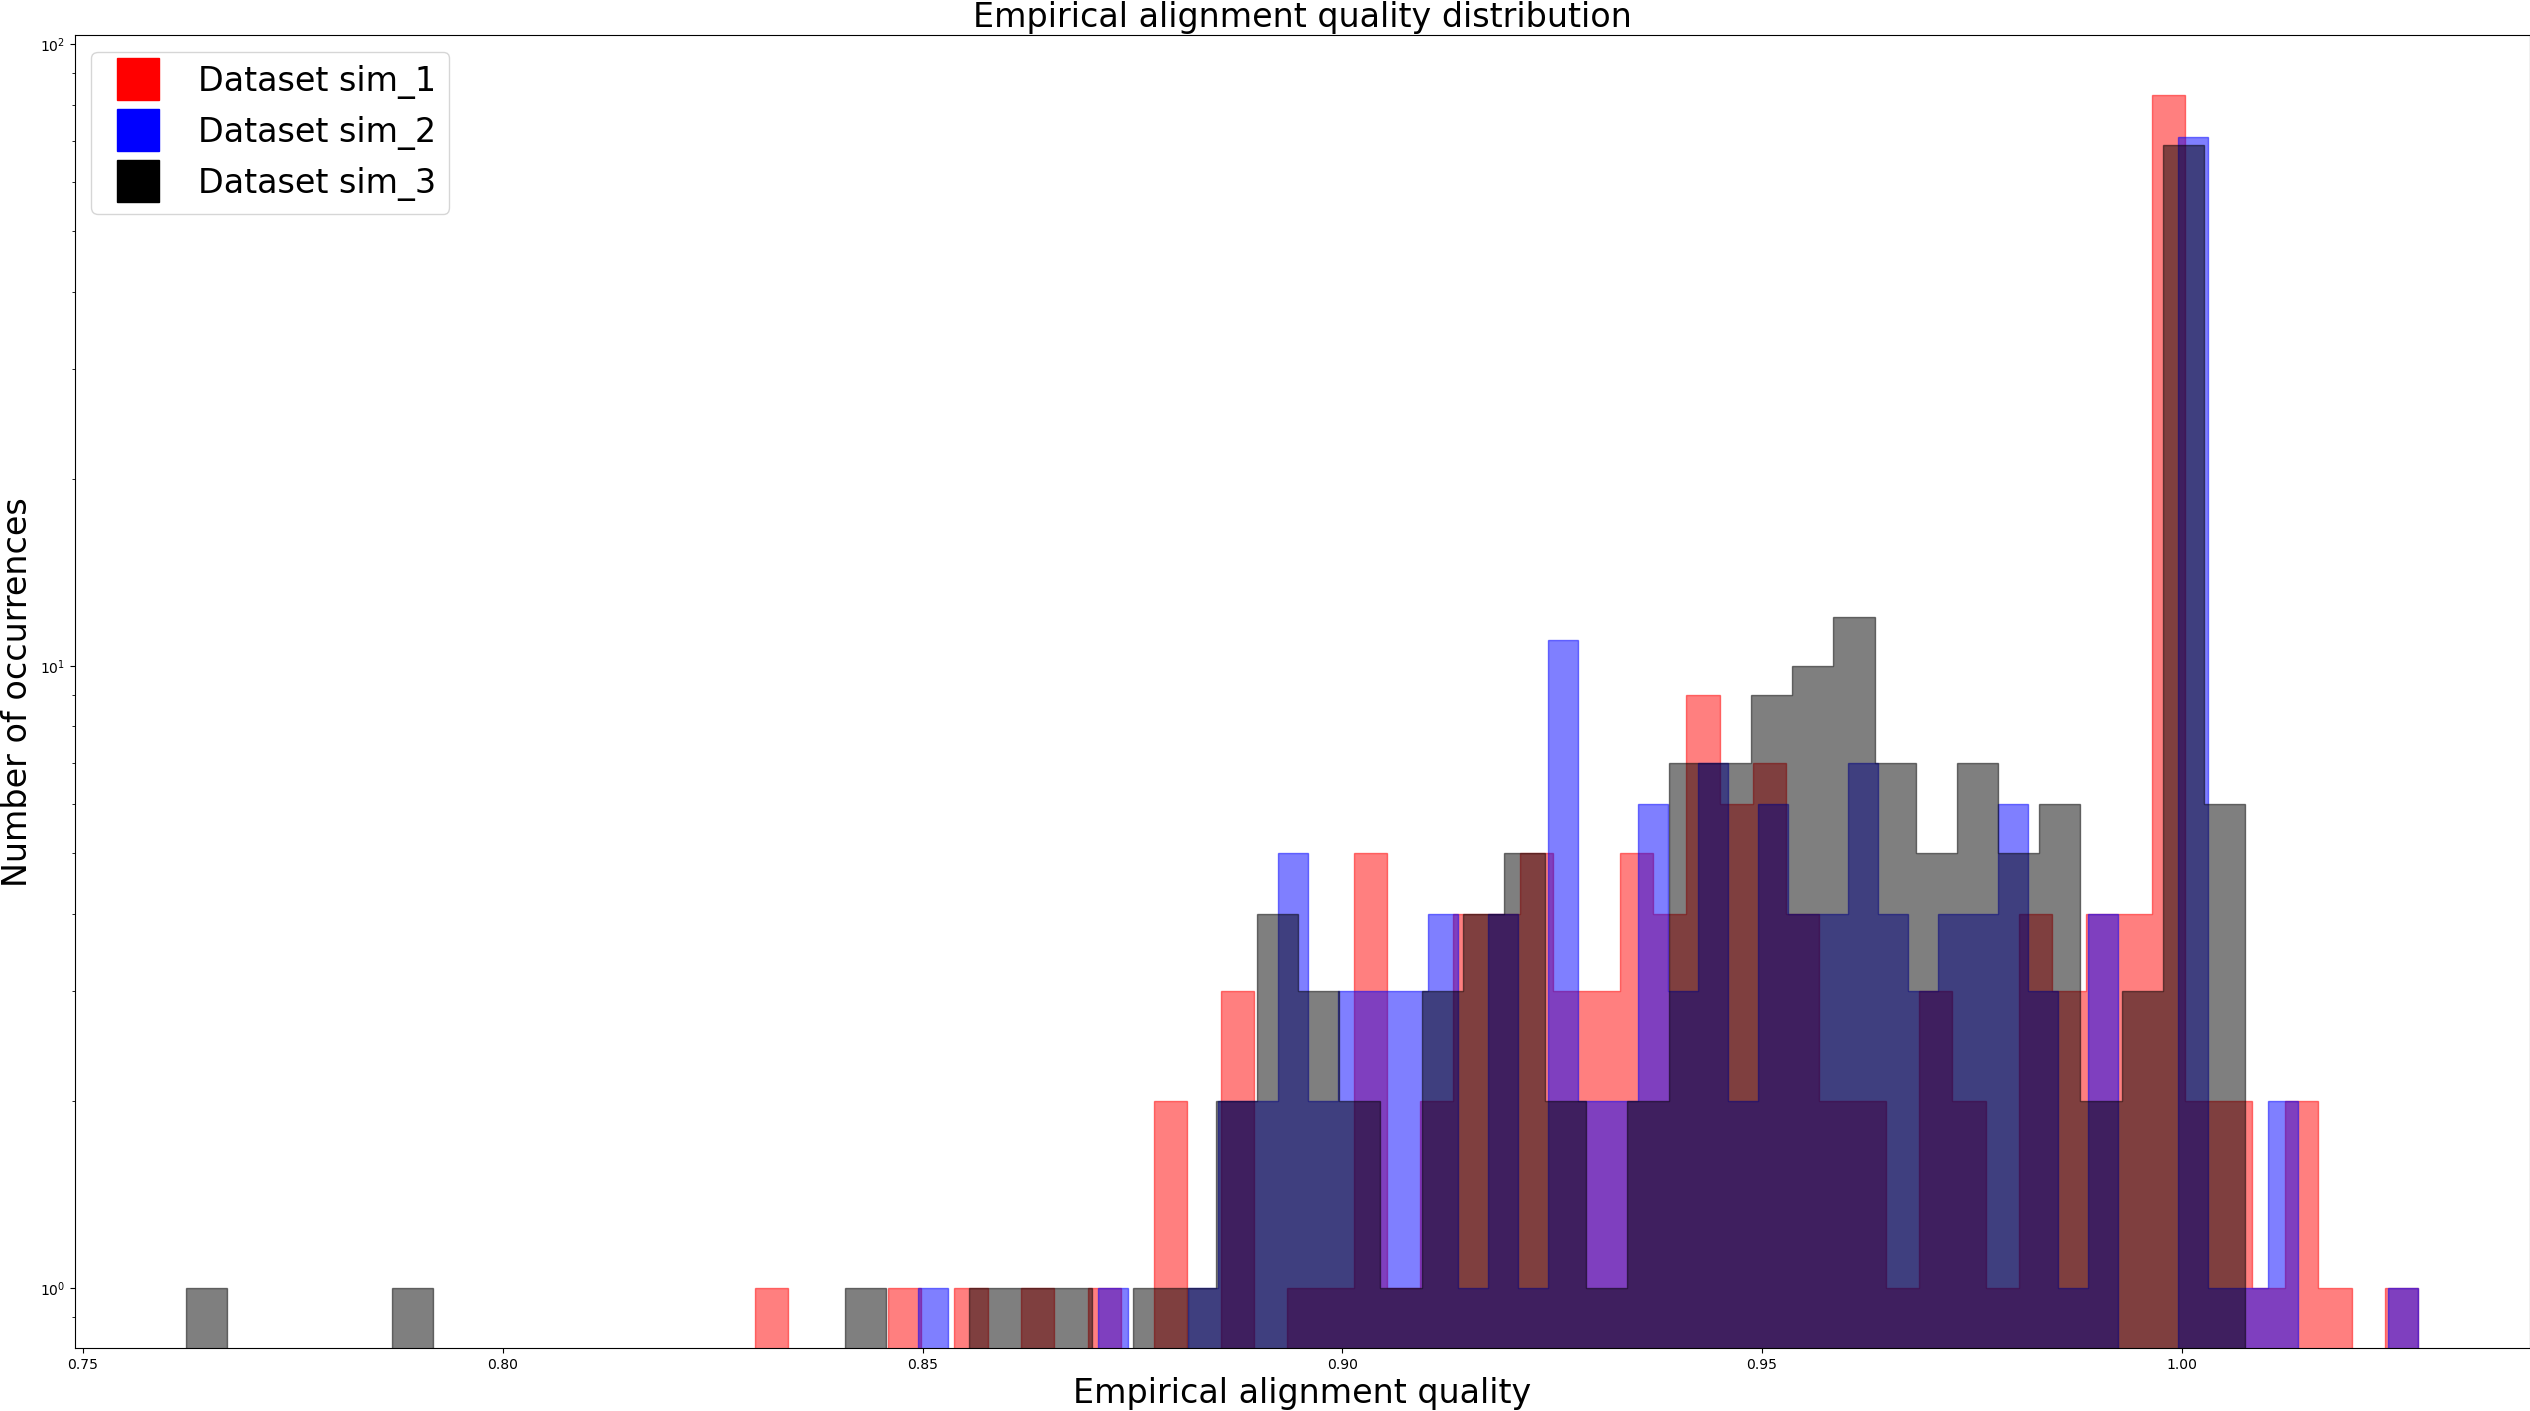 Empirical alignment quality distribution
Dataset sim_1
Dataset sim_2
Dataset sim_3
Number of occurrences
10²
10¹
10⁰
0.75 0.80 0.85 0.90 0.95 1.00
Empirical alignment quality